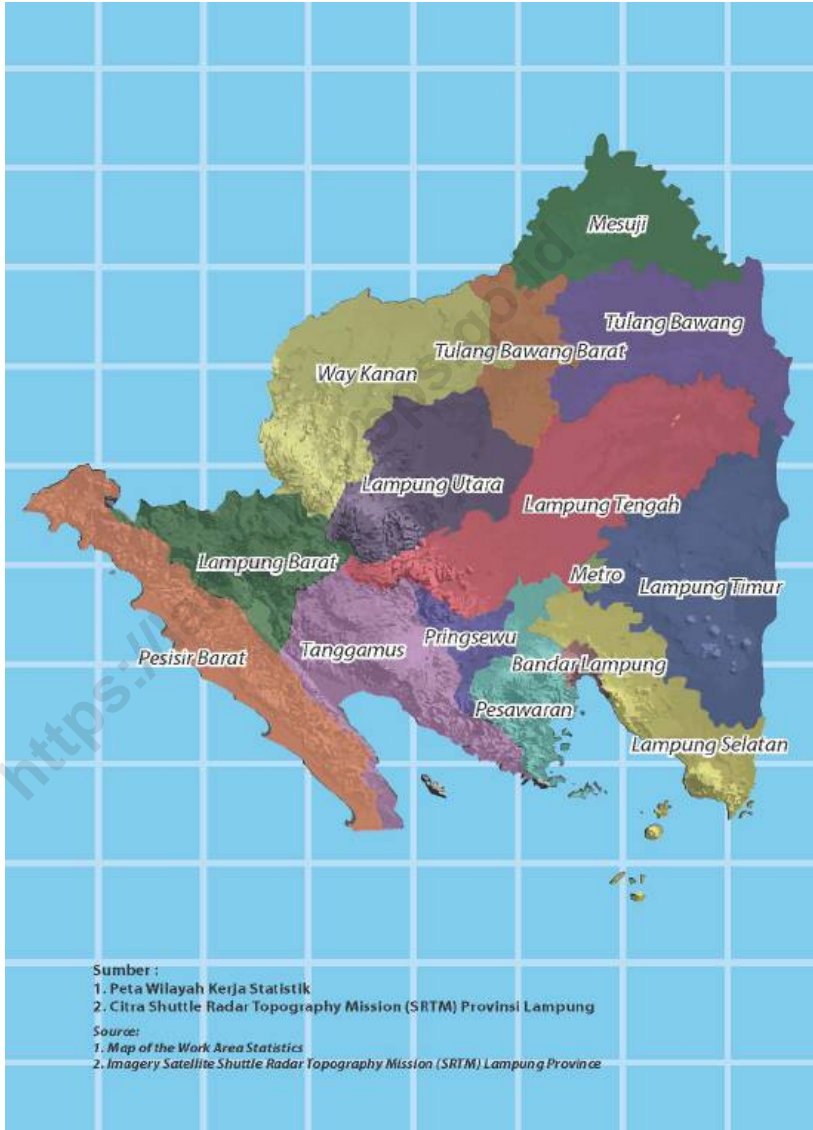 Mesuji
Tulang Bawang
Tulang Bawang Barat
Way Kanan
Lampung Utara
Lampung Tengah
Lampung Barat
Metro
Lampung Timur
Pringsewu
Tanggamus
Pesisir Barat
Bandar Lampung
Pesawaran
Lampung Selatan
Sumber :
1. Peta Wilayah Kerja Statistik
2. Citra Shuttle Radar Topography Mission (SRTM) Provinsi Lampung
Source:
1. Map of the Work Area Statistics
2. Imagery Satellite Shuttle Radar Topography Mission (SRTM) Lampung Province